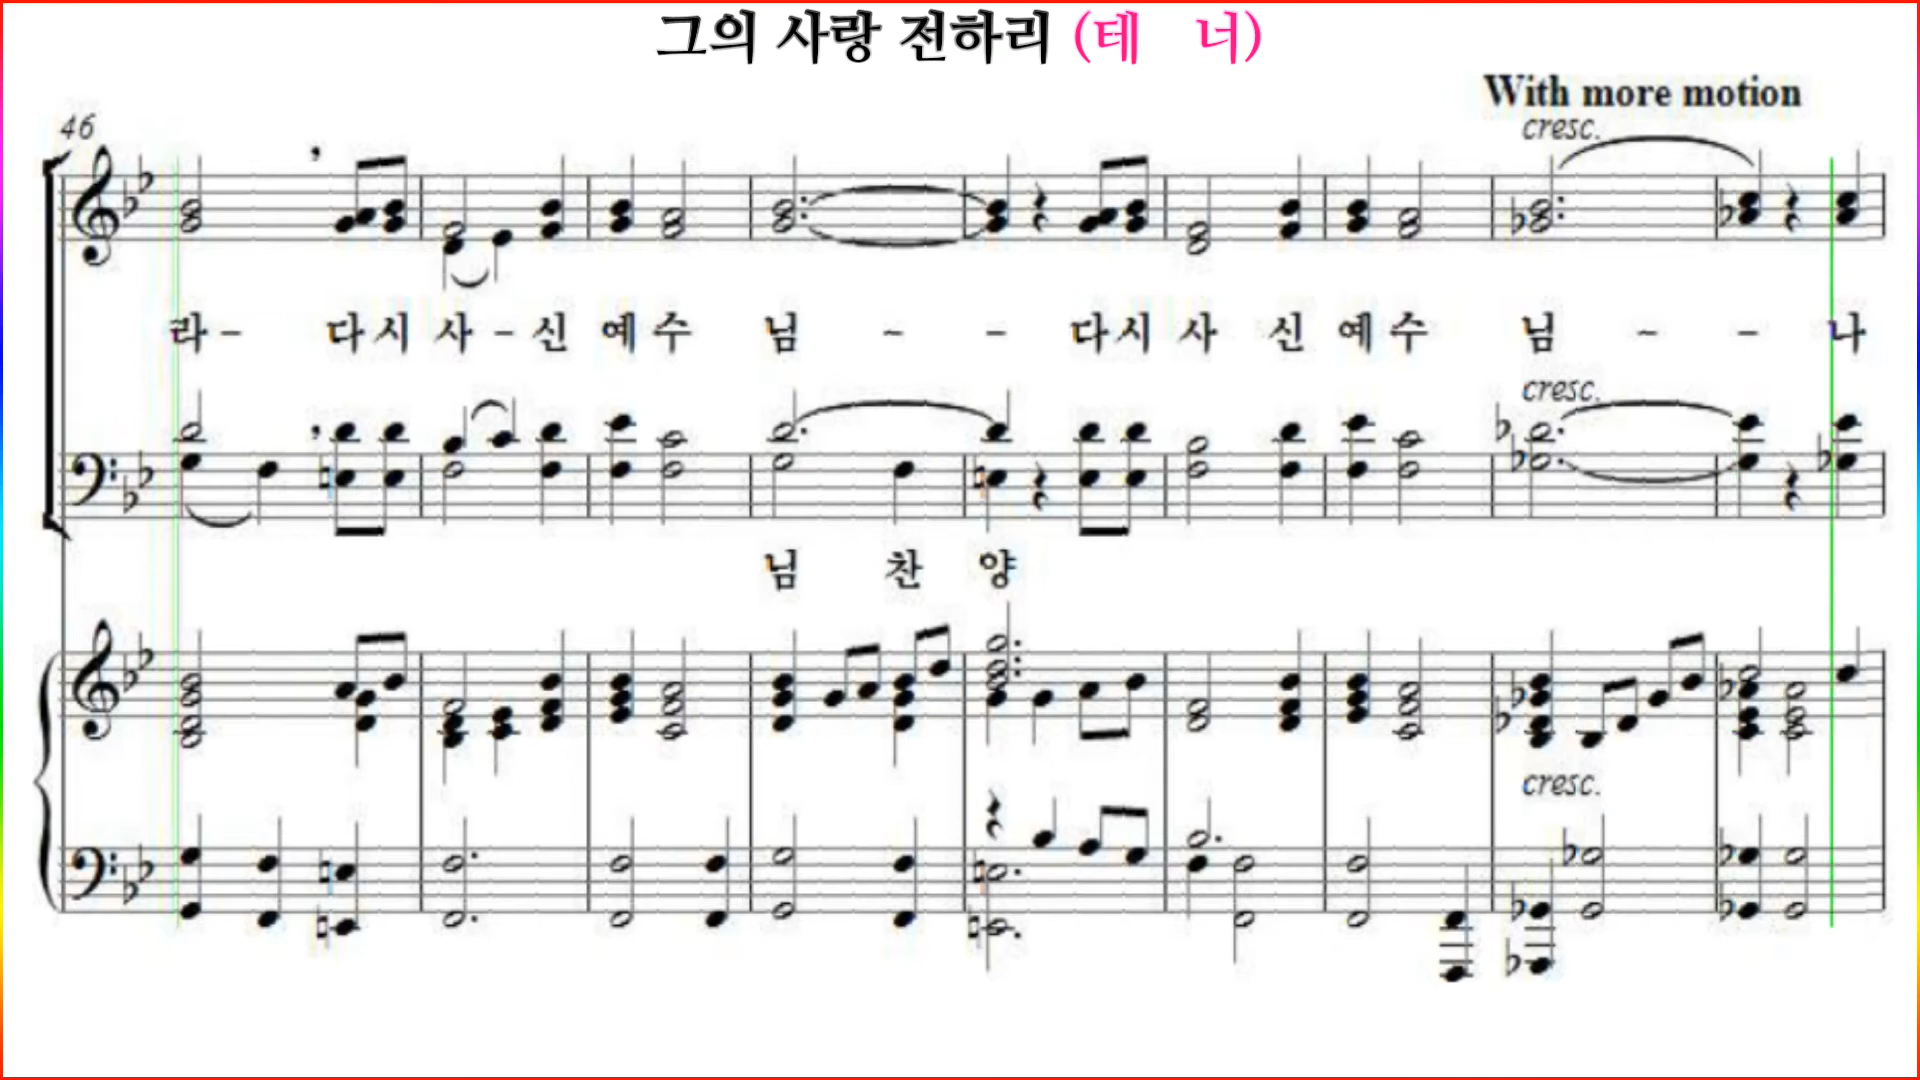 그의 사랑 전하리 (테 너)
With more motion
cresc.
46
라 - 다 시 사 - 신 예 수 님 ~ - 다 시 사 신 예 수 님 ~ - 나
cresc.
님 찬 양
cresc.